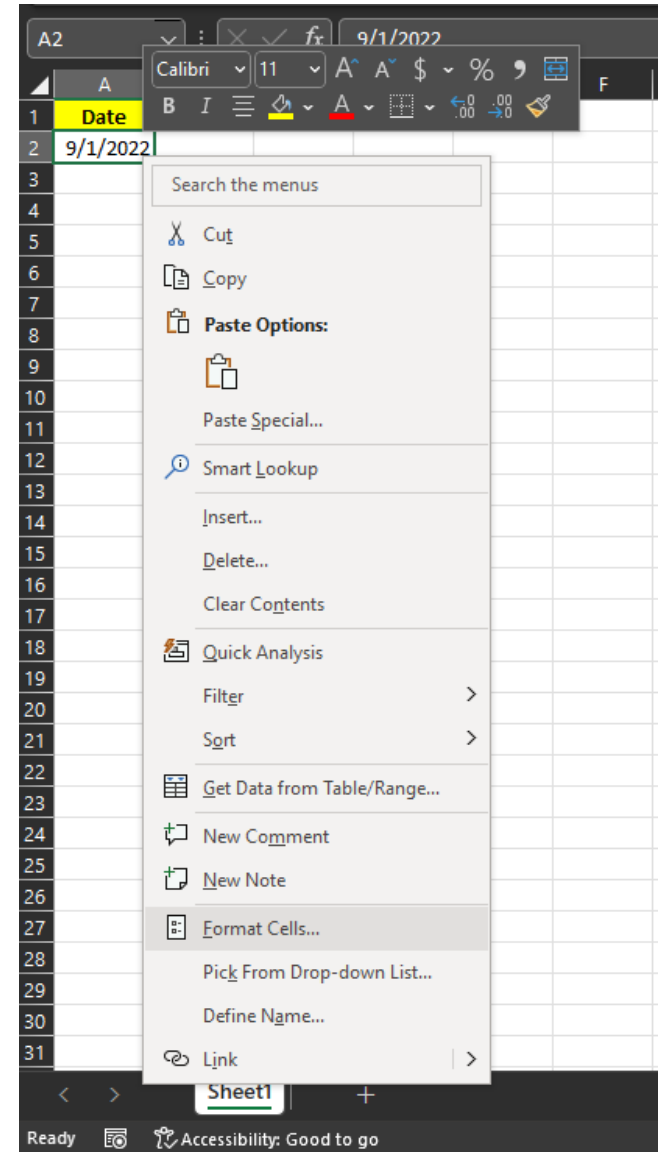 A2 fx 9/1/2022
Calibri 11 A A $ % 9
B I A .00 .00
A F
1 Date
2 9/1/2022
3
4
5
6
7
8
9
10
11
12
13
14
15
16
17
18
19
20
21
22
23
24
25
26
27
28
29
30
31
Search the menus
Cut
Copy
Paste Options:
Paste Special...
Smart Lookup
Insert...
Delete...
Clear Contents
Quick Analysis
Filter
Sort
Get Data from Table/Range...
New Comment
New Note
Format Cells...
Pick From Drop-down List...
Define Name...
Link
Sheet1
Ready Accessibility: Good to go